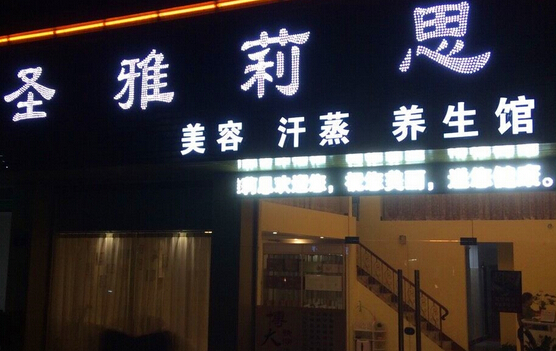 圣雅莉思
美容 汗蒸 养生馆
莉思欢迎您，祝您美丽，送您健康。